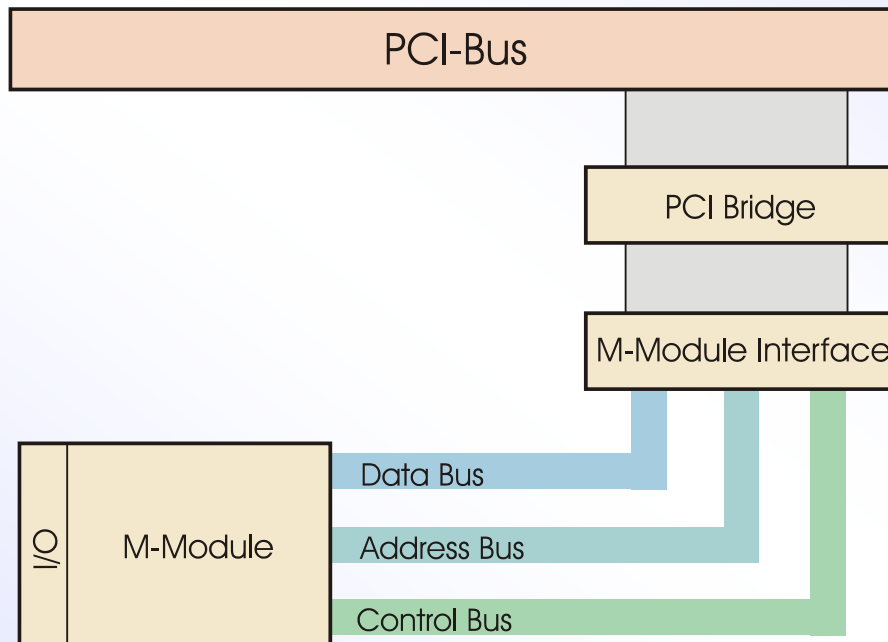 PCI-Bus
PCI Bridge
M-Module Interface
Data Bus
I/O
M-Module
Address Bus
Control Bus